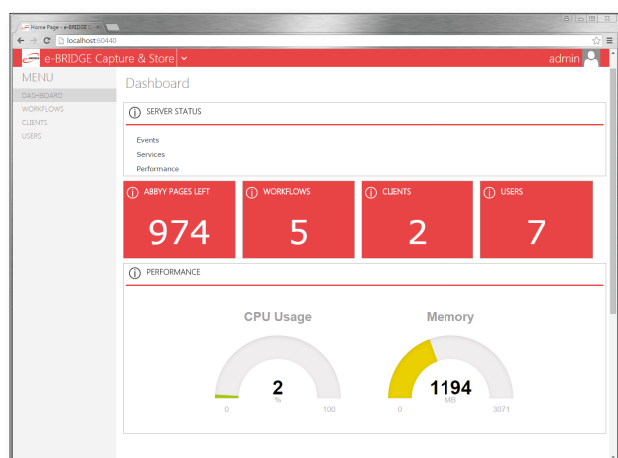 Home Page - e-BRIDGE C
localhost:60440
e-BRIDGE Capture & Store
admin
MENU
DASHBOARD
WORKFLOWS
CLIENTS
USERS
Dashboard
SERVER STATUS
Events
Services
Performance
ABBYY PAGES LEFT
974
WORKFLOWS
5
CLIENTS
2
USERS
7
PERFORMANCE
CPU Usage
2
%
0
100
Memory
1194
MB
0
3071